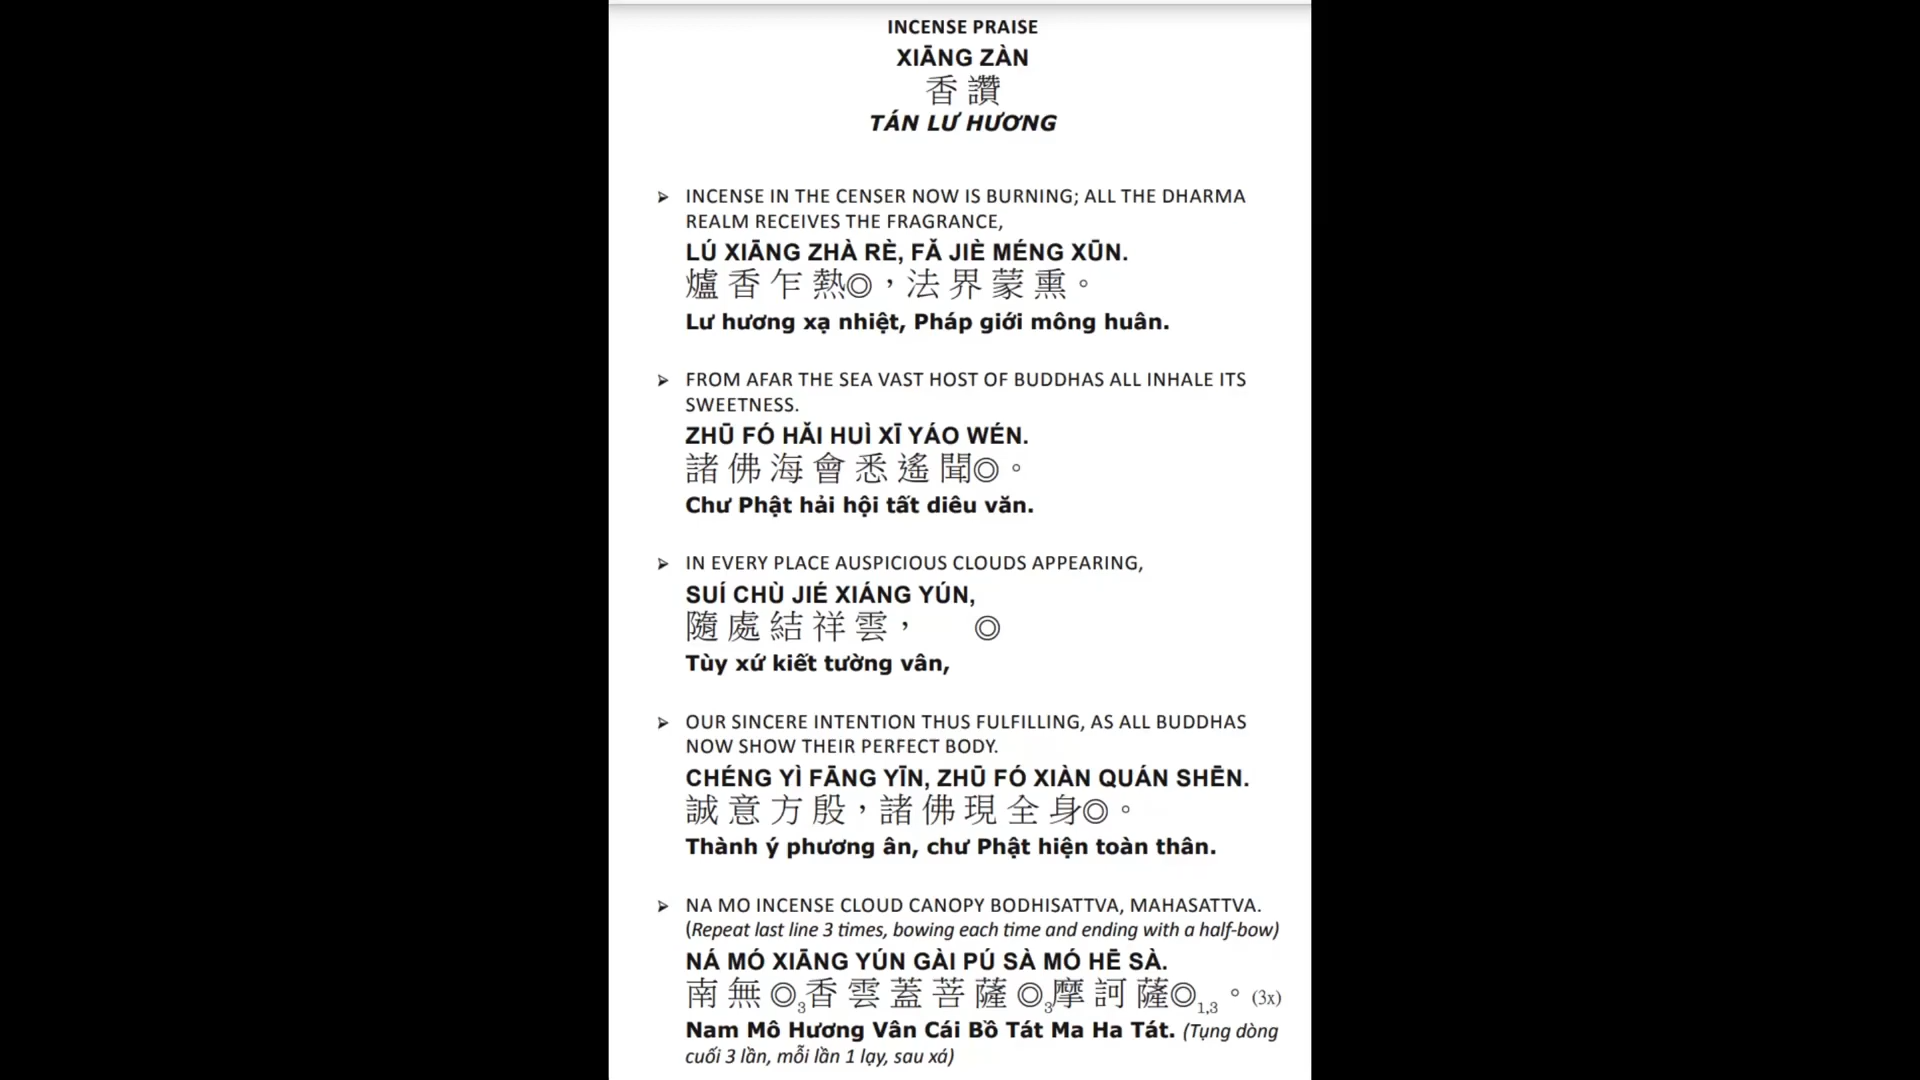 INCENSE PRAISE
XIĀNG ZÀN
香 讚
TÁN LƯ HƯƠNG
➢ INCENSE IN THE CENSER NOW IS BURNING; ALL THE DHARMA
REALM RECEIVES THE FRAGRANCE,
LÚ XIĀNG ZHÀ RÈ, FǍ JIÈ MÉNG XŪN.
爐 香 乍 熱◎，法 界 蒙 熏 。
Lư hương xạ nhiệt, Pháp giới mông huân.
➢ FROM AFAR THE SEA VAST HOST OF BUDDHAS ALL INHALE ITS
SWEETNESS.
ZHŪ FÓ HǍI HUÌ XĪ YÁO WÉN.
諸 佛 海 會 悉 遙 聞◎ 。
Chư Phật hải hội tất diêu văn.
➢ IN EVERY PLACE AUSPICIOUS CLOUDS APPEARING,
SUÍ CHÙ JIÉ XIÁNG YÚN,
隨 處 結 祥 雲， ◎
Tùy xứ kiết tường vân,
➢ OUR SINCERE INTENTION THUS FULFILLING, AS ALL BUDDHAS
NOW SHOW THEIR PERFECT BODY.
CHÉNG YÌ FĀNG YĪN, ZHŪ FÓ XIÀN QUÁN SHĒN.
誠 意 方 殷，諸 佛 現 全 身◎ 。
Thành ý phương ân, chư Phật hiện toàn thân.
➢ NA MO INCENSE CLOUD CANOPY BODHISATTVA, MAHASATTVA.
(Repeat last line 3 times, bowing each time and ending with a half-bow)
NÁ MÓ XIĀNG YÚN GÀI PÚ SÀ MÓ HĒ SÀ.
南 無 ◎3香 雲 蓋 菩 薩 ◎3摩 訶 薩◎1,3 。(3x)
Nam Mô Hương Vân Cái Bồ Tát Ma Ha Tát. (Tụng dòng
cuối 3 lần, mỗi lần 1 lạy, sau xá)